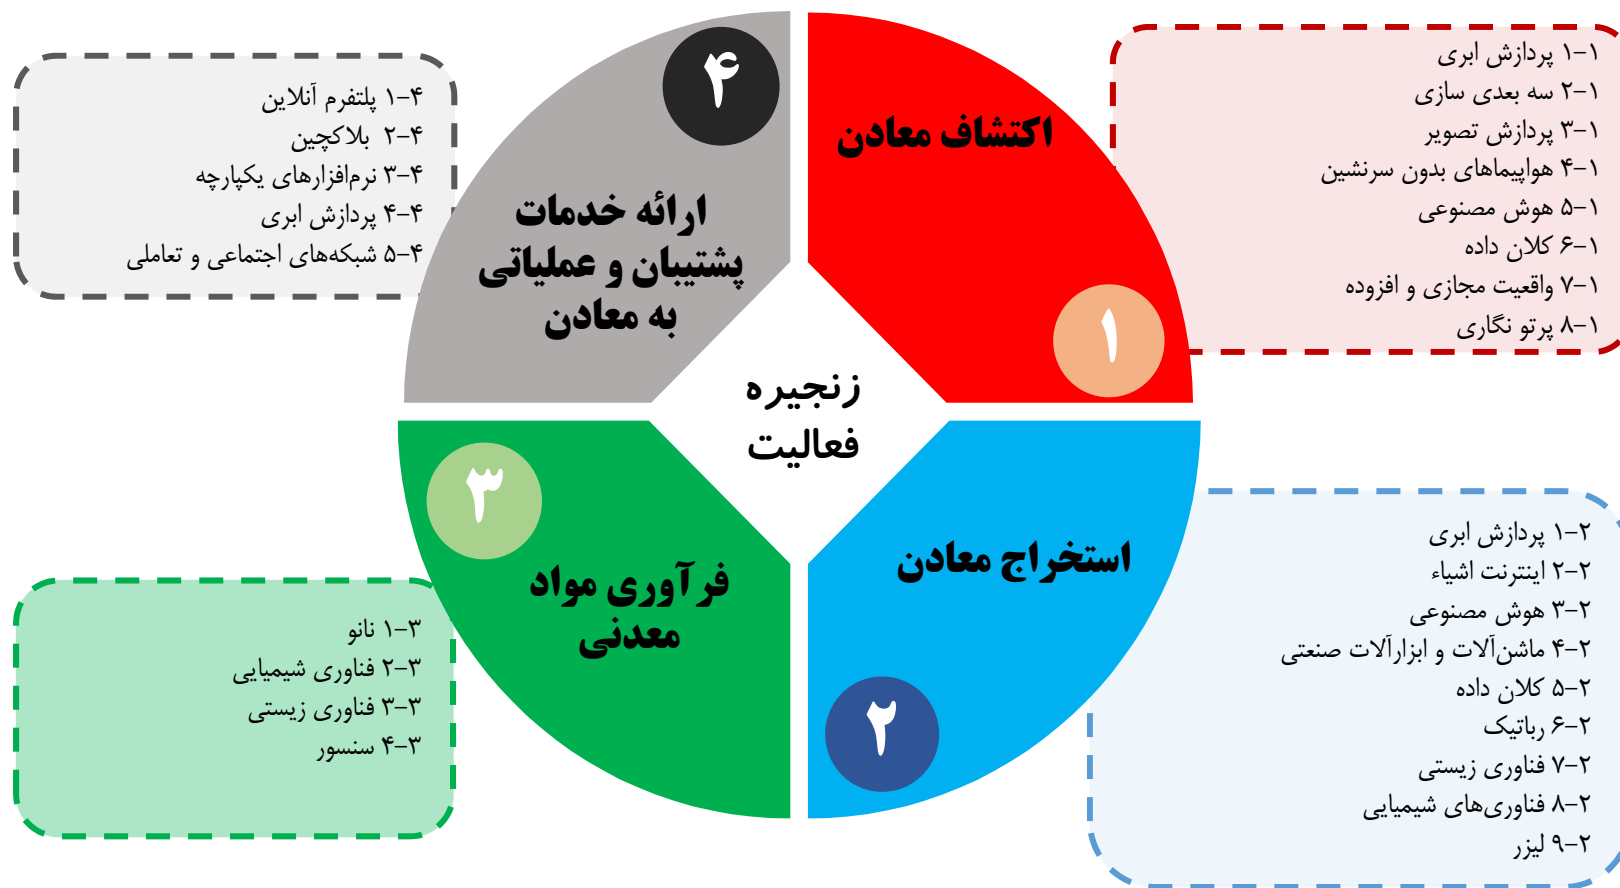 زنجیره
فعالیت
۱
اکتشاف معادن
۱-۱ پردازش ابری
۲-۱ سه بعدی سازی
۳-۱ پردازش تصویر
۴-۱ هواپیماهای بدون سرنشین
۵-۱ هوش مصنوعی
۶-۱ کلان داده
۷-۱ واقعیت مجازی و افزوده
۸-۱ پرتو نگاری
۲
استخراج معادن
۱-۲ پردازش ابری
۲-۲ اینترنت اشیاء
۳-۲ هوش مصنوعی
۴-۲ ماشن‌آلات و ابزارآلات صنعتی
۵-۲ کلان داده
۶-۲ رباتیک
۷-۲ فناوری زیستی
۸-۲ فناوری‌های شیمیایی
۹-۲ لیزر
۳
فرآوری مواد
معدنی
۱-۳ نانو
۲-۳ فناوری شیمیایی
۳-۳ فناوری زیستی
۴-۳ سنسور
۴
ارائه خدمات
پشتیبان و عملیاتی
به معادن
۱-۴ پلتفرم آنلاین
۲-۴ بلاکچین
۳-۴ نرم‌افزارهای یکپارچه
۴-۴ پردازش ابری
۵-۴ شبکه‌های اجتماعی و تعاملی